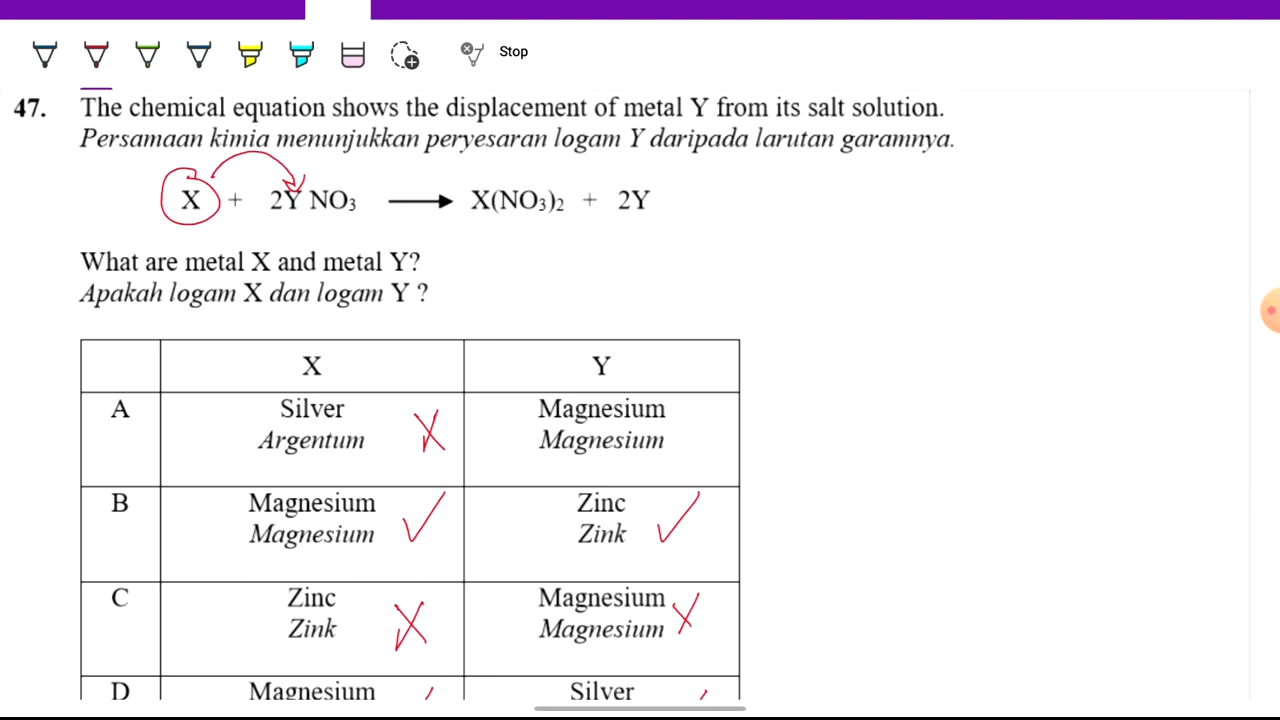 Stop
47. The chemical equation shows the displacement of metal Y from its salt solution.
Persamaan kimia menunjukkan peryesaran logam Y daripada larutan garamnya.
X + 2Y NO₃ ⟶ X(NO₃)₂ + 2Y
What are metal X and metal Y?
Apakah logam X dan logam Y ?
X Y
A Silver Magnesium
Argentum Magnesium
B Magnesium Zinc
Magnesium Zink
C Zinc Magnesium
Zink Magnesium
D Magnesium Silver